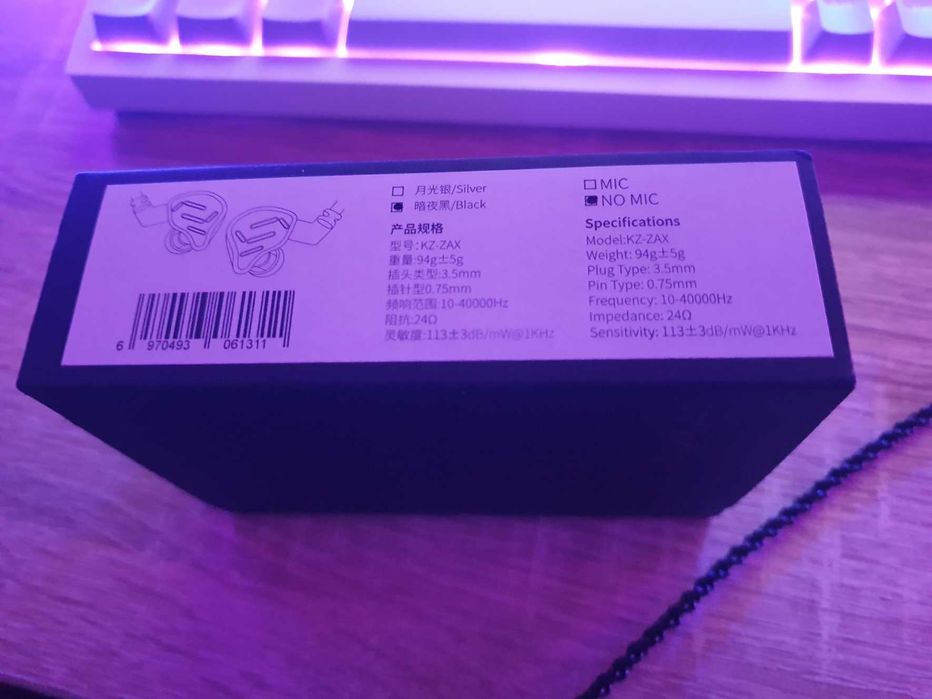 月光银/Silver
暗夜黑/Black
产品规格
型号:KZ-ZAX
重量:94g±5g
插头类型:3.5mm
插针型0.75mm
频响范围:10-40000Hz
阻抗:24Ω
灵敏度:113±3dB/mW@1KHz
MIC
NO MIC
Specifications
Model:KZ-ZAX
Weight: 94g±5g
Plug Type: 3.5mm
Pin Type: 0.75mm
Frequency: 10-40000Hz
Impedance: 24Ω
Sensitivity: 113±3dB/mW@1KHz
6 970493 061311